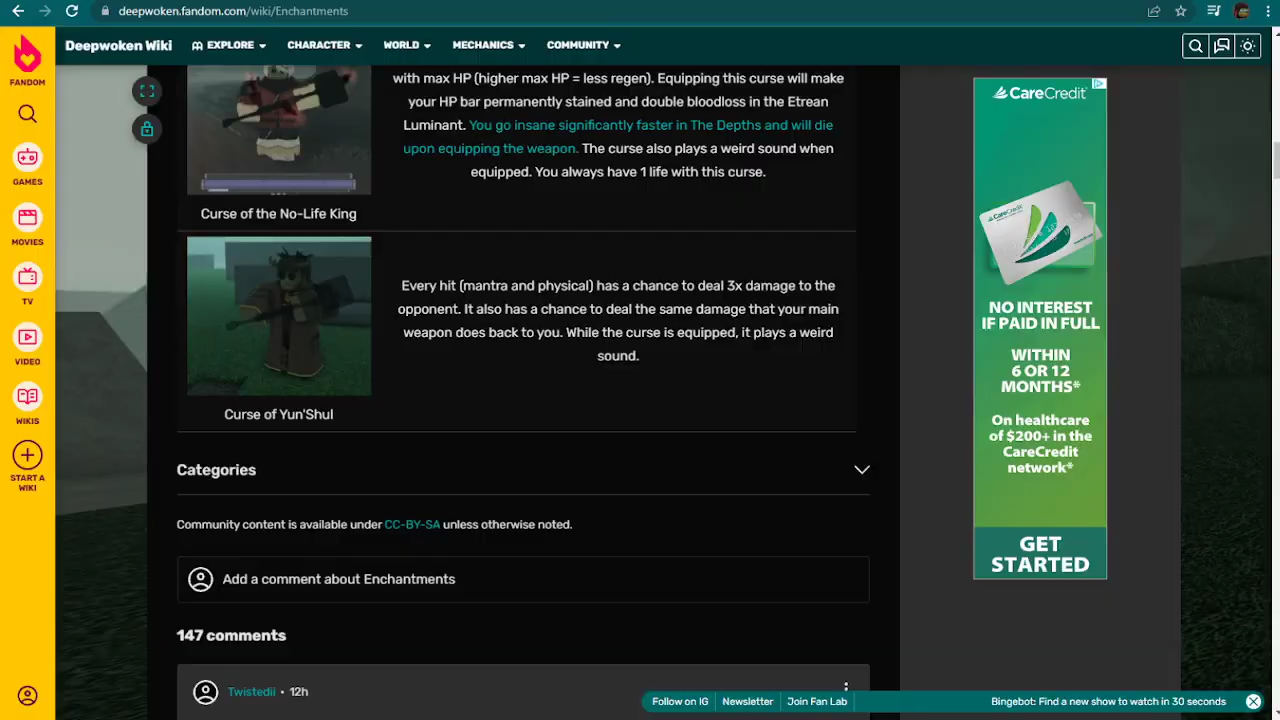 deepwoken.fandom.com/wiki/Enchantments
FANDOM
Deepwoken Wiki
EXPLORE
CHARACTER
WORLD
MECHANICS
COMMUNITY
GAMES
MOVIES
TV
VIDEO
WIKIS
START A
WIKI
with max HP (higher max HP = less regen). Equipping this curse will make
your HP bar permanently stained and double bloodloss in the Etrean
Luminant. You go insane significantly faster in The Depths and will die
upon equipping the weapon. The curse also plays a weird sound when
equipped. You always have 1 life with this curse.
Curse of the No-Life King
Every hit (mantra and physical) has a chance to deal 3x damage to the
opponent. It also has a chance to deal the same damage that your main
weapon does back to you. While the curse is equipped, it plays a weird
sound.
Curse of Yun'Shul
Categories
Community content is available under CC-BY-SA unless otherwise noted.
Add a comment about Enchantments
147 comments
Twistedii • 12h
CareCredit
CareCredit
NO INTEREST
IF PAID IN FULL
WITHIN
6 OR 12
MONTHS*
On healthcare
of $200+ in the
CareCredit
network*
GET
STARTED
Follow on IG
Newsletter
Join Fan Lab
Bingebot: Find a new show to watch in 30 seconds